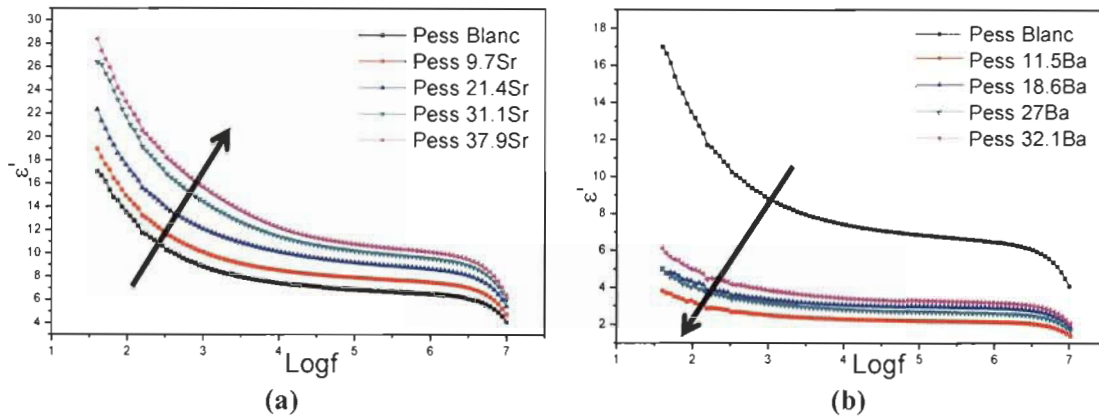 31
28
26
24
22
20
18
16
14
12
10
8
6
4
ε'
1 2 3 4 5 6 7
Logf
Pess Blanc
Pess 9.7Sr
Pess 21.4Sr
Pess 31.1Sr
Pess 37.9Sr
(a)
18
16
14
12
10
8
6
4
2
ε'
1 2 3 4 5 6 7
Logf
Pess Blanc
Pess 11.5Ba
Pess 18.6Ba
Pess 27Ba
Pess 32.1Ba
(b)